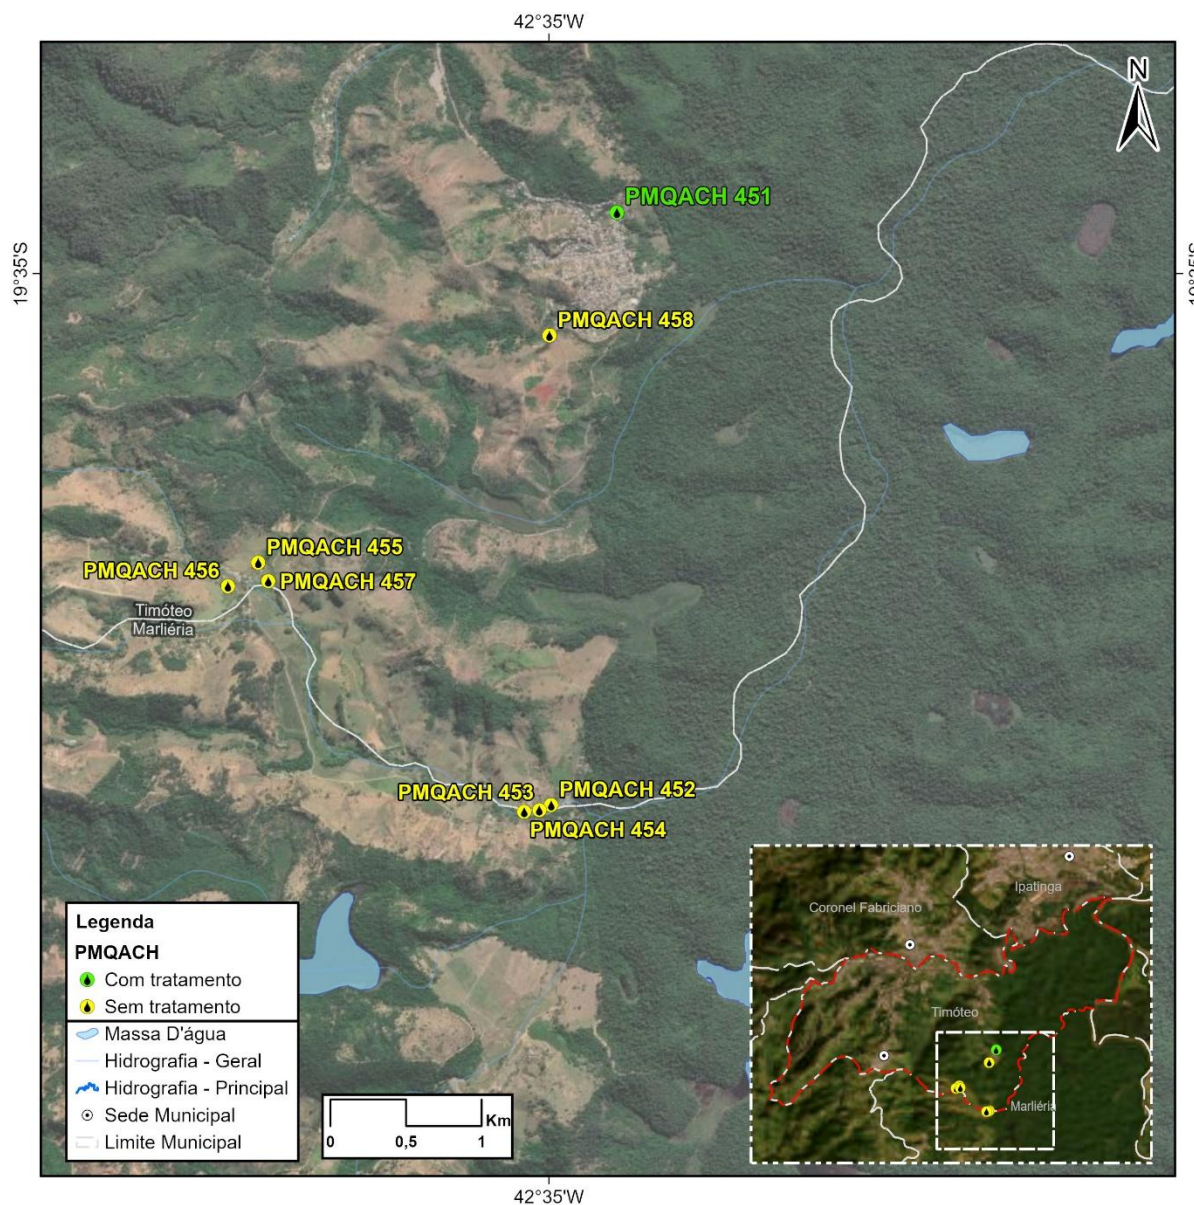 42°35'W
N
PMQACH 451
19°35'S
PMQACH 458
PMQACH 455
PMQACH 456
PMQACH 457
Timóteo
Marliéria
PMQACH 453
PMQACH 452
PMQACH 454
Ipatinga
Coronel Fabriciano
Timóteo
Marliéria
Legenda
PMQACH
Com tratamento
Sem tratamento
Massa D'água
Hidrografia - Geral
Hidrografia - Principal
Sede Municipal
Limite Municipal
Km
0
0,5
1
42°35'W